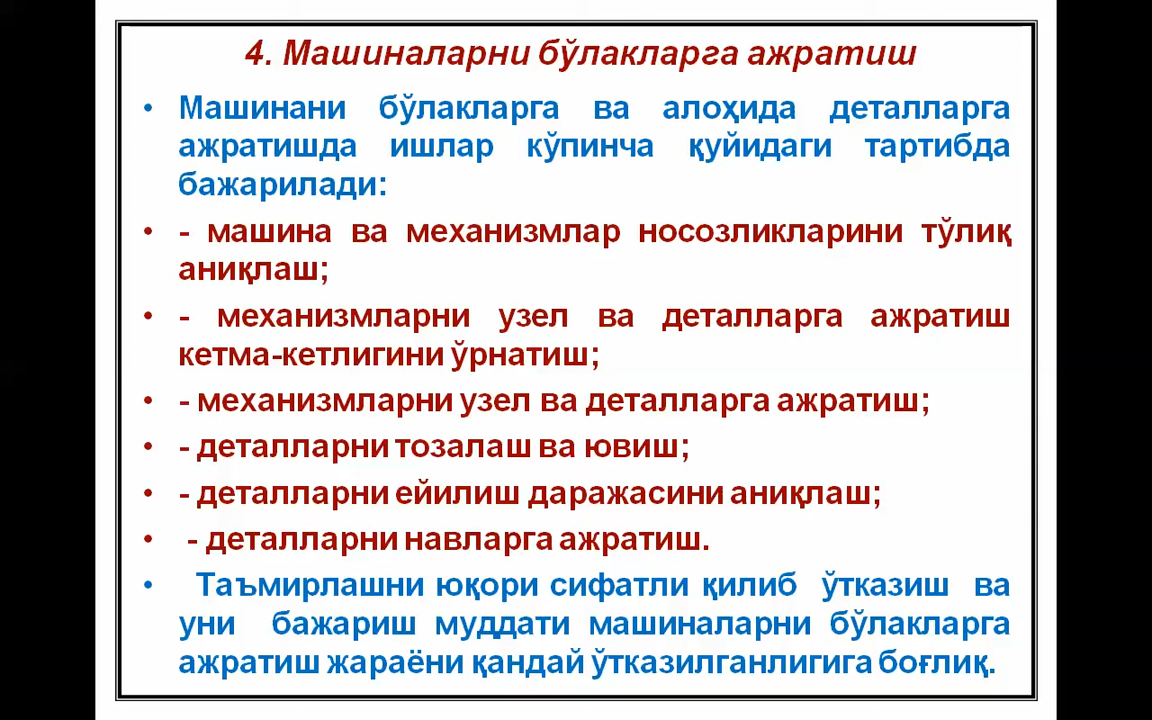 4. Машиналарни бўлакларга ажратиш
• Машинани бўлакларга ва алоҳида деталларга
ажратишда ишлар кўпинча қуйидаги тартибда
бажарилади:
• - машина ва механизмлар носозликларини тўлиқ
аниқлаш;
• - механизмларни узел ва деталларга ажратиш
кетма-кетлигини ўрнатиш;
• - механизмларни узел ва деталларга ажратиш;
• - деталларни тозалаш ва ювиш;
• - деталларни ейилиш даражасини аниқлаш;
• - деталларни навларга ажратиш.
• Таъмирлашни юқори сифатли қилиб ўтказиш ва
уни бажариш муддати машиналарни бўлакларга
ажратиш жараёни қандай ўтказилганлигига боғлиқ.